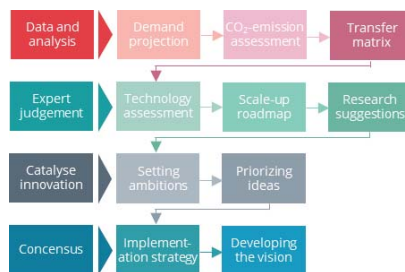 Data and
analysis
Demand
projection
CO₂-emission
assessment
Transfer
matrix
Expert
judgement
Technology
assessment
Scale-up
roadmap
Research
suggestions
Catalyse
innovation
Setting
ambitions
Priorizing
ideas
Concensus
Implement-
ation strategy
Developing
the vision